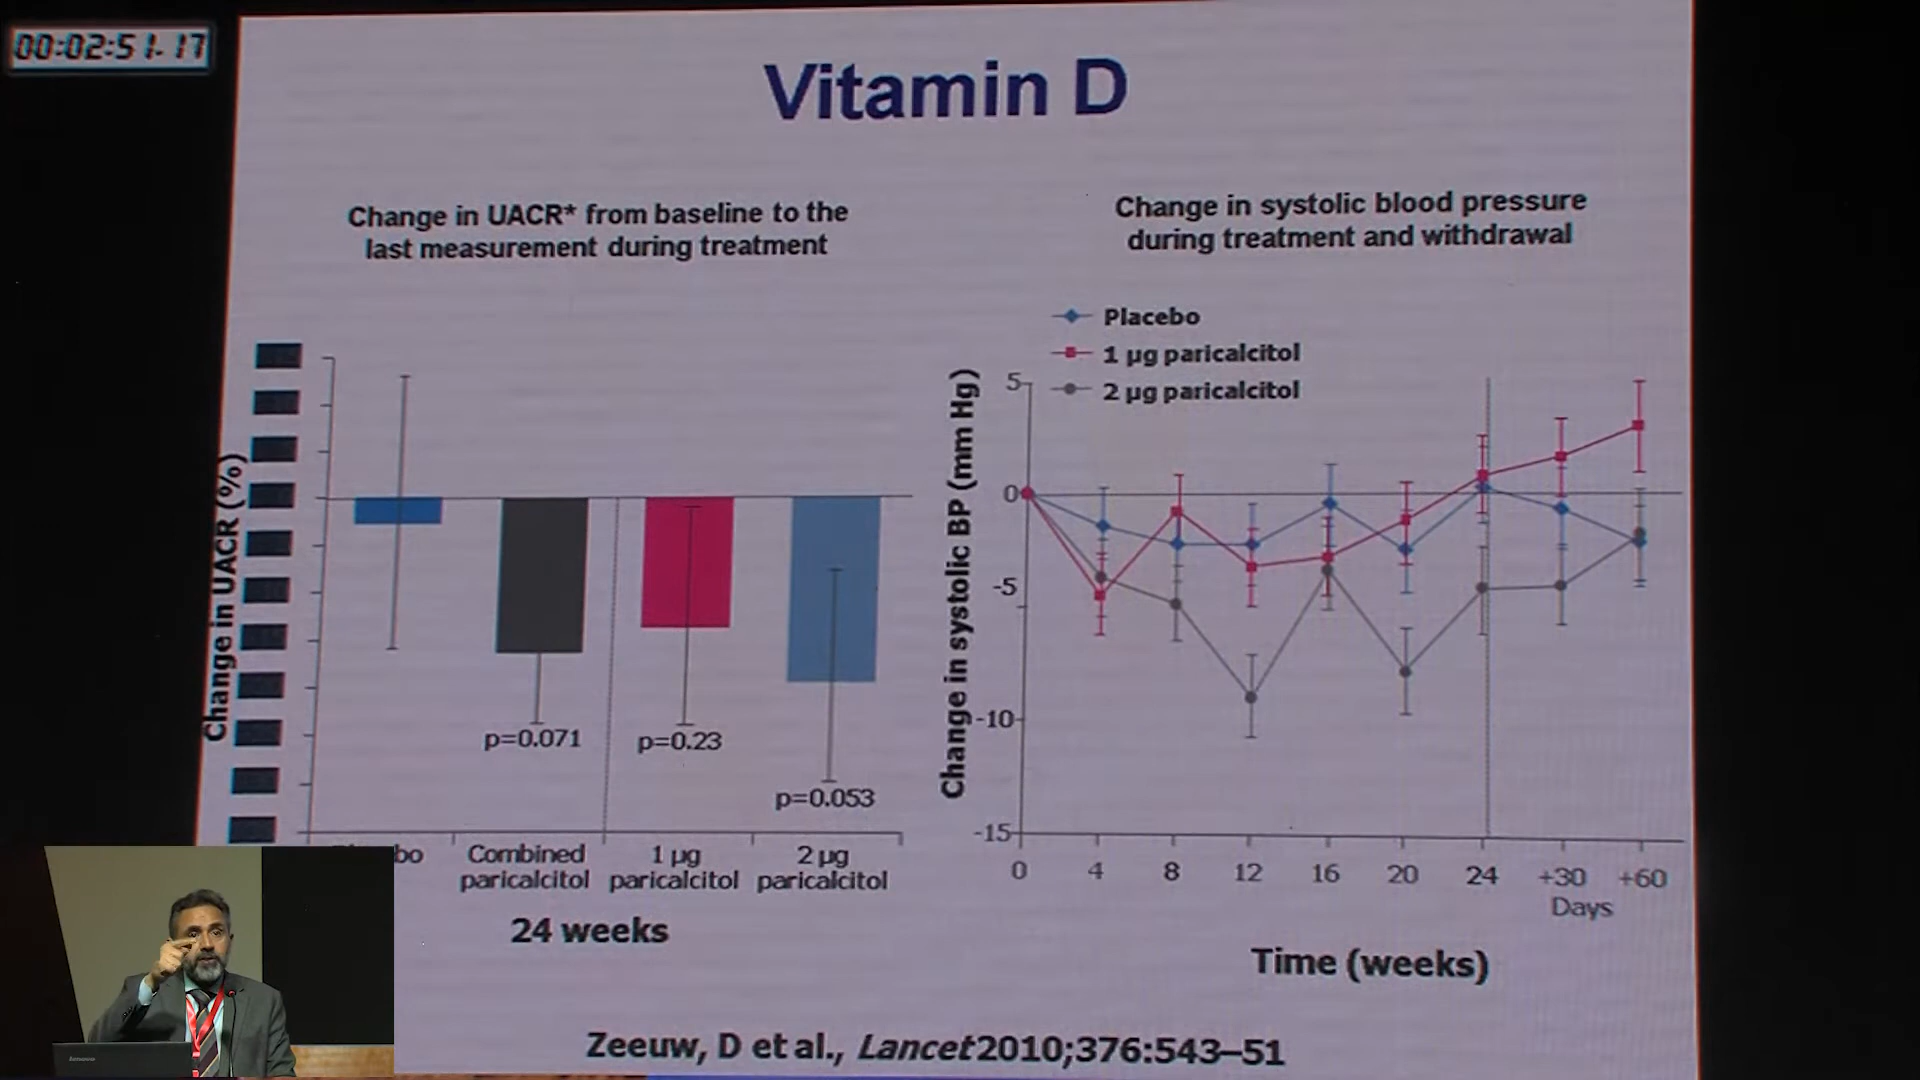 00:02:51.17
Vitamin D
Change in UACR* from baseline to the
last measurement during treatment
Change in UACR (%)
p=0.071
p=0.23
p=0.053
Combined
paricalcitol
1 µg
paricalcitol
2 µg
paricalcitol
24 weeks
Change in systolic blood pressure
during treatment and withdrawal
Placebo
1 µg paricalcitol
2 µg paricalcitol
Change in systolic BP (mm Hg)
5
0
-5
-10
-15
0 4 8 12 16 20 24 +30 +60
Days
Time (weeks)
Zeeuw, D et al., Lancet 2010;376:543–51